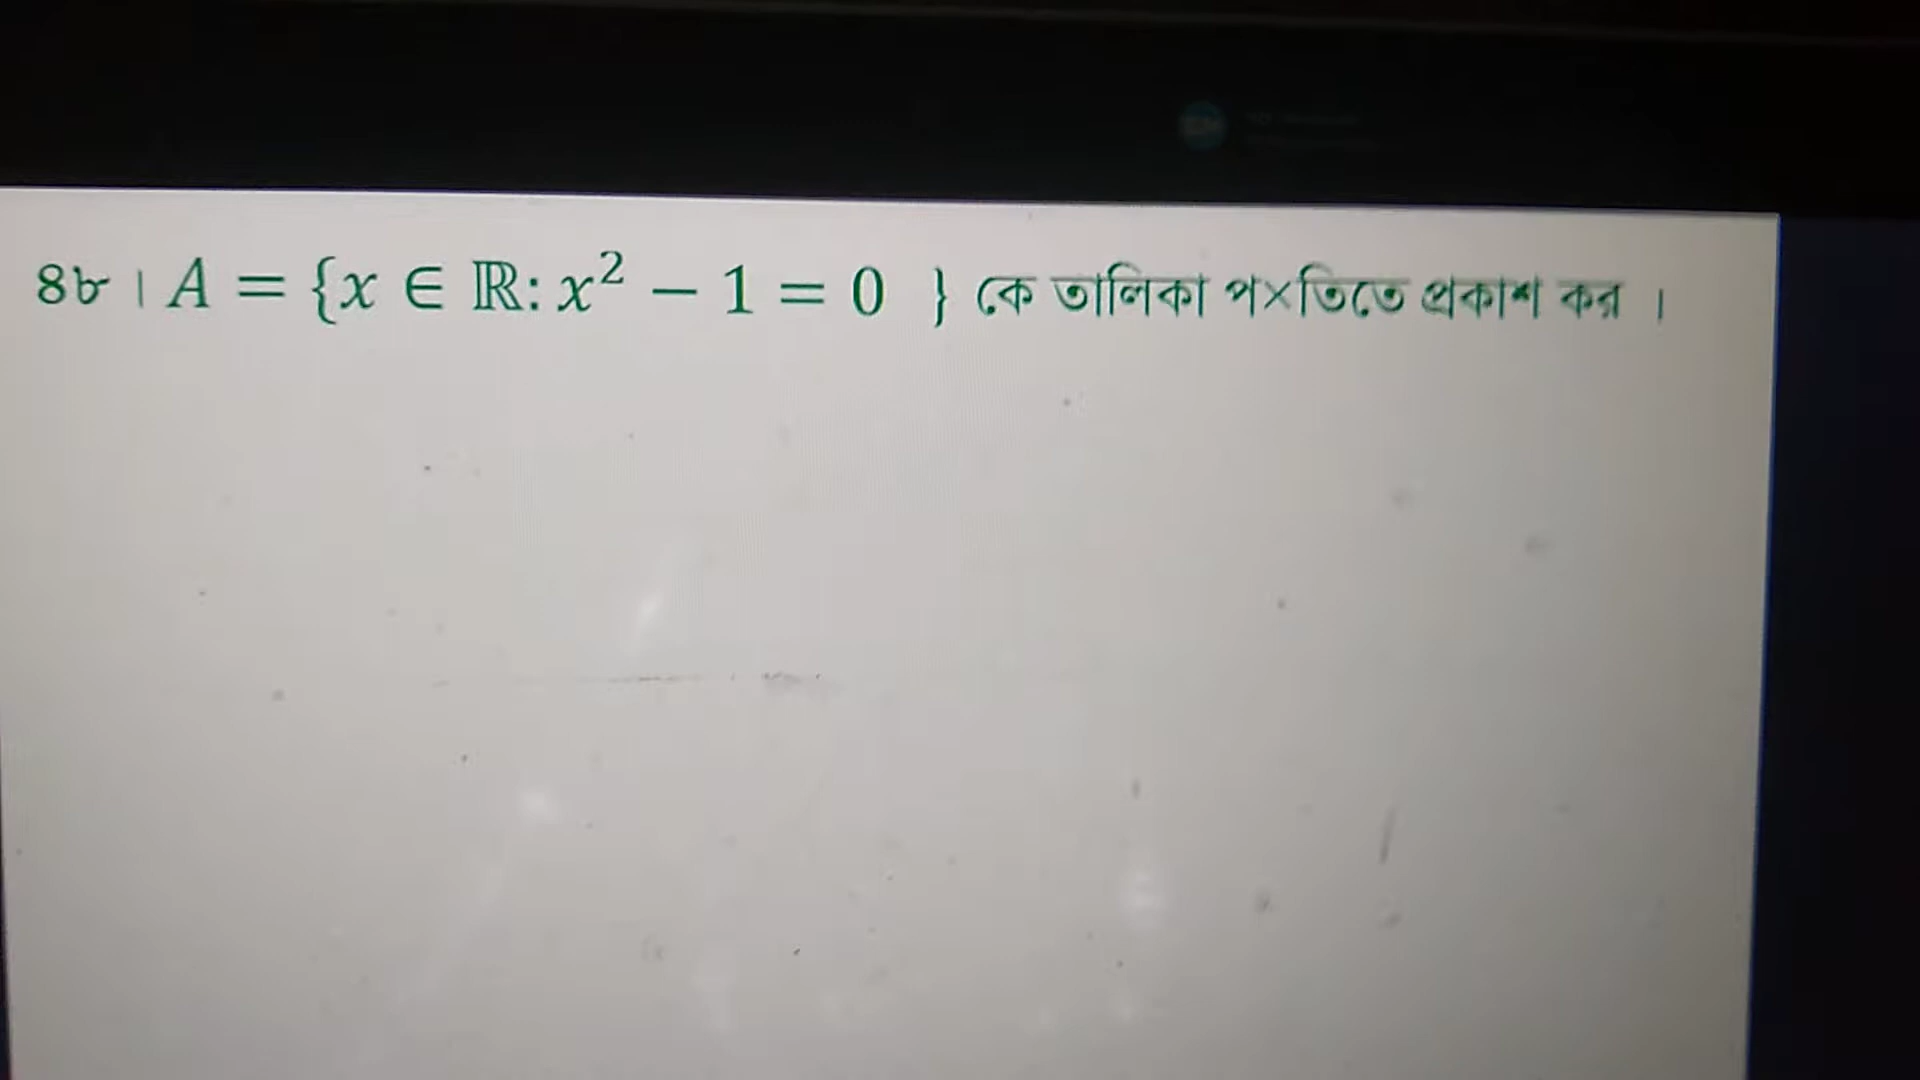 ৪৮। A = {x ∈ ℝ: x² − 1 = 0 } কে তালিকা প×তিতে প্রকাশ কর ।